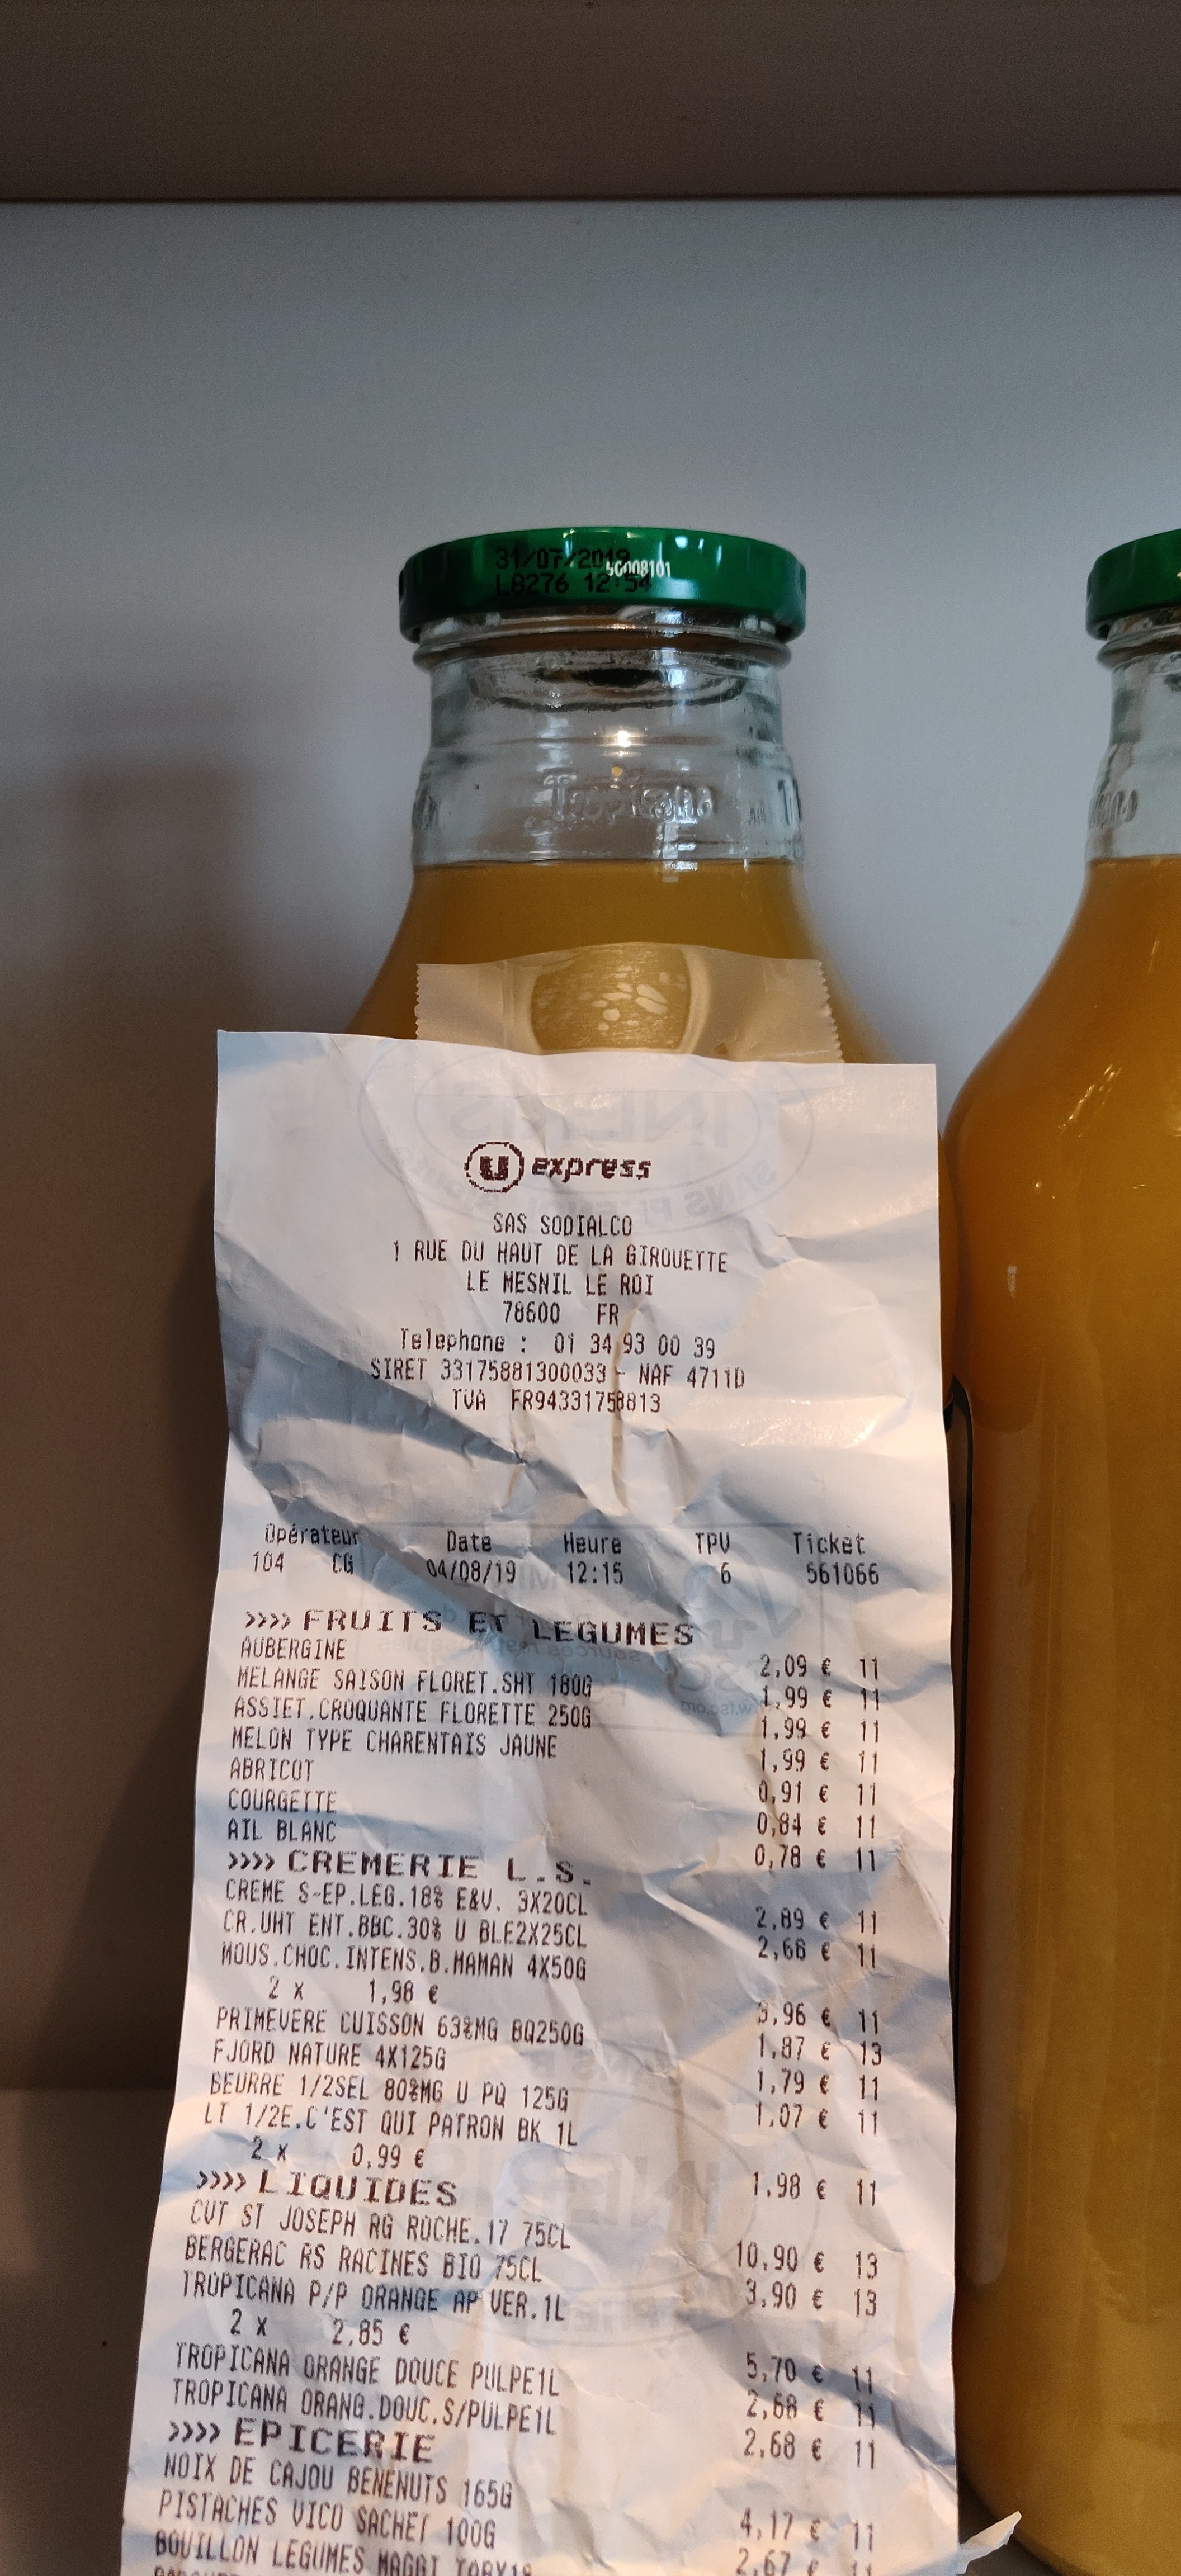 31/07/2019
5G008101
L8276 12:54
Tropicana
U express
SAS SODIALCO
1 RUE DU HAUT DE LA GIROUETTE
LE MESNIL LE ROI
78600 FR
Telephone : 01 34 93 00 39
SIRET 33175881300033 - NAF 4711D
TVA FR94331758813
Opérateur Date Heure TPV Ticket
104 CG 04/08/19 12:15 6 561066
>>>> FRUITS ET LEGUMES
AUBERGINE 2,09 € 11
MELANGE SAISON FLORET.SHT 180G 1,99 € 11
ASSIET.CROQUANTE FLORETTE 250G 1,99 € 11
MELON TYPE CHARENTAIS JAUNE 1,99 € 11
ABRICOT 0,91 € 11
COURGETTE 0,84 € 11
AIL BLANC 0,78 € 11
>>>> CREMERIE L.S.
CREME S-EP.LEG.18% E&V. 3X20CL 2,89 € 11
CR.UHT ENT.BBC.30% U BLE2X25CL 2,68 € 11
MOUS.CHOC.INTENS.B.MAMAN 4X50G
2 x 1,98 € 3,96 € 11
PRIMEVERE CUISSON 63%MG BQ250G 1,87 € 13
FJORD NATURE 4X125G 1,79 € 11
BEURRE 1/2SEL 80%MG U PQ 125G 1,07 € 11
LT 1/2E.C'EST QUI PATRON BK 1L
2 x 0,99 € 1,98 € 11
>>>> LIQUIDES
CVT ST JOSEPH RG ROCHE.17 75CL 10,90 € 13
BERGERAC RS RACINES BIO 75CL 3,90 € 13
TROPICANA P/P ORANGE AP VER.1L
2 x 2,85 € 5,70 € 11
TROPICANA ORANGE DOUCE PULPE1L 2,68 € 11
TROPICANA ORANG.DOUC.S/PULPE1L 2,68 € 11
>>>> EPICERIE
NOIX DE CAJOU BENENUTS 165G 4,17 € 11
PISTACHES VICO SACHET 100G 2,67 € 11
BOUILLON LEGUMES MAGGI